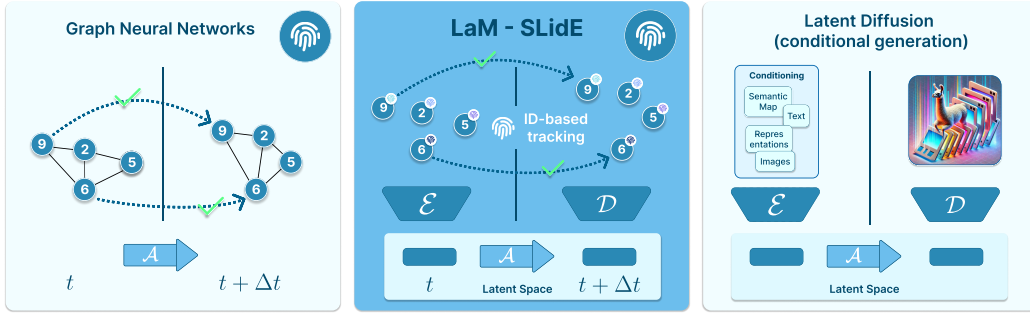 Graph Neural Networks
9
2
5
6
9
2
5
6
𝒜
t
t + Δt
LaM - SLidE
9
2
5
6
ID-based
tracking
9
2
5
6
ℰ
𝒟
𝒜
t
Latent Space
t + Δt
Latent Diffusion
(conditional generation)
Conditioning
Semantic
Map
Text
Repres
entations
Images
ℰ
𝒟
𝒜
Latent Space